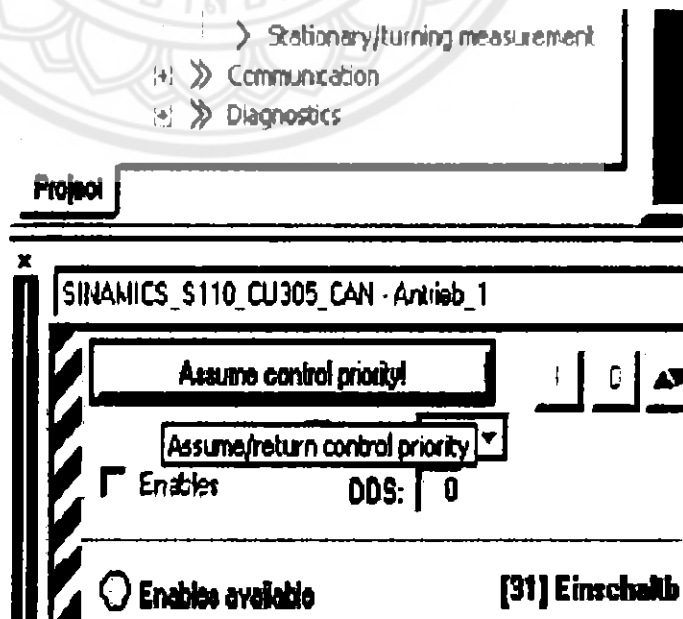 Stationary/turning measurement
Communication
Diagnostics
Project
x
SINAMICS_S110_CU305_CAN - Antrieb_1
Assume control priority!
I 0
Assume/return control priority
Enables DDS: 0
Enables available [31] Einschaltb